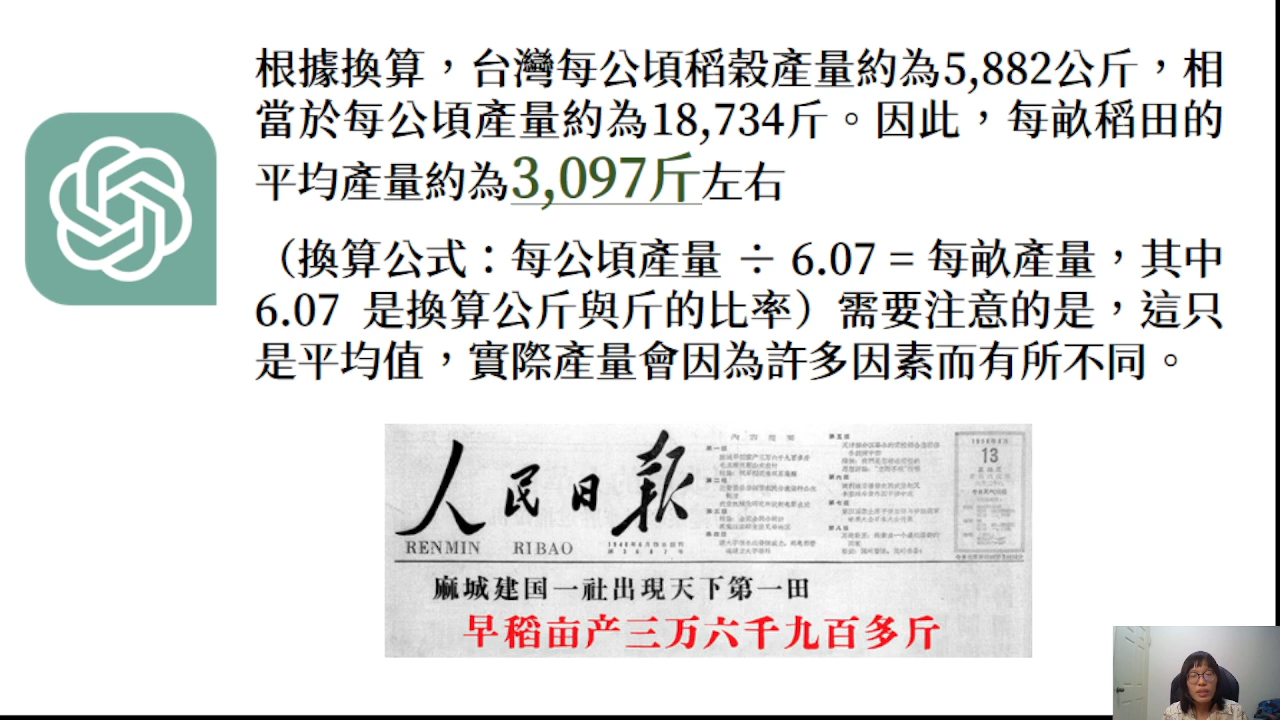 根據換算，台灣每公頃稻穀產量約為5,882公斤，相
當於每公頃產量約為18,734斤。因此，每畝稻田的
平均產量約為3,097斤左右
（換算公式：每公頃產量 ÷ 6.07 = 每畝產量，其中
6.07 是換算公斤與斤的比率）需要注意的是，這只
是平均值，實際產量會因為許多因素而有所不同。
人民日報
RENMIN RIBAO
13
麻城建国一社出現天下第一田
早稻亩产三万六千九百多斤